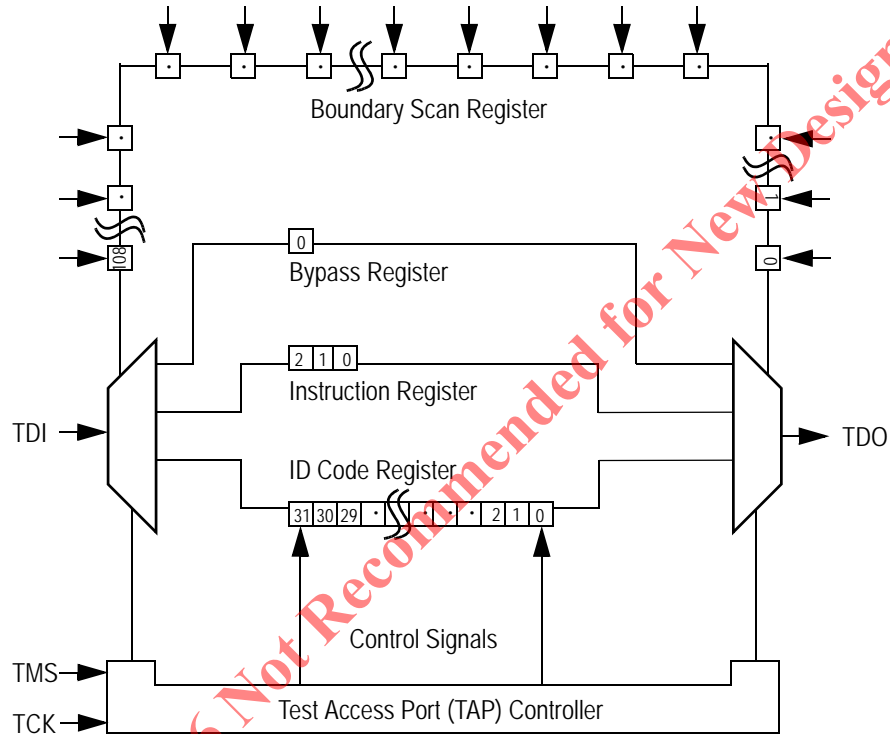 · · · · · · · ·
Boundary Scan Register
· ·
· 1
108 0
0
Bypass Register
2 1 0
Instruction Register
TDI TDO
ID Code Register
31 30 29 · · · · · 2 1 0
Control Signals
TMS
Test Access Port (TAP) Controller
TCK
6 Not Recommended for New Design